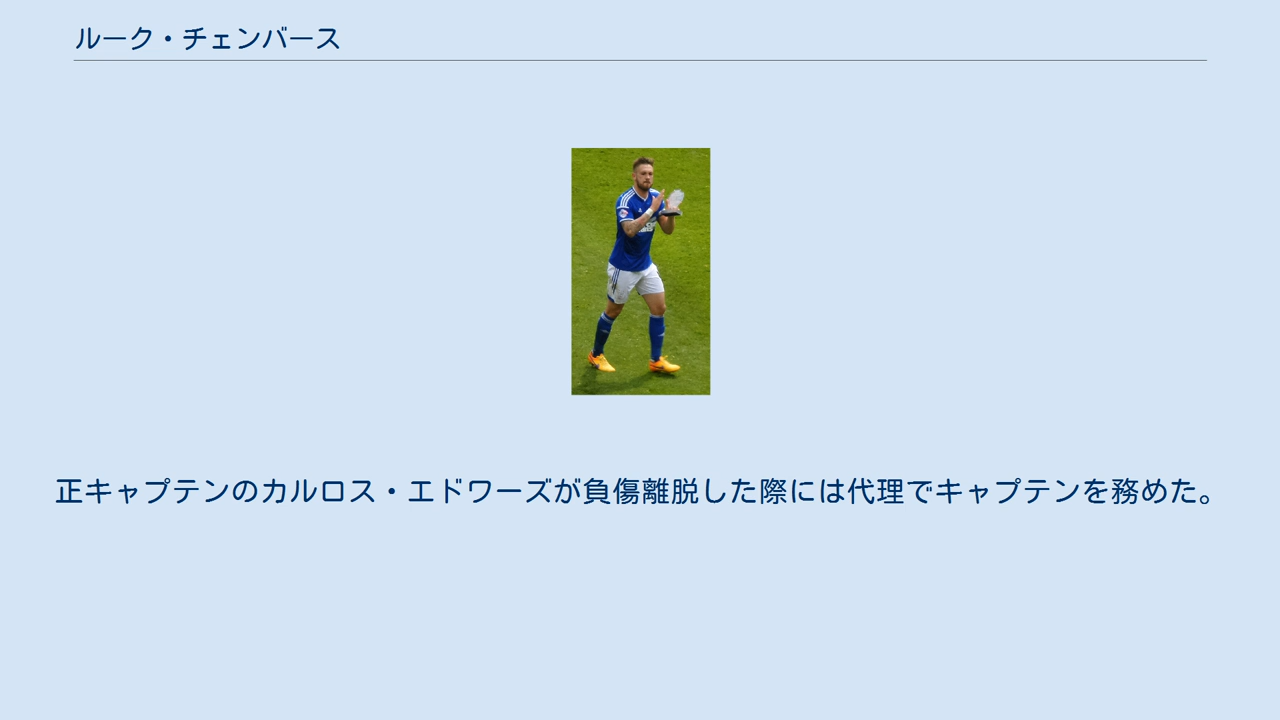 ルーク・チェンバース
正キャプテンのカルロス・エドワーズが負傷離脱した際には代理でキャプテンを務めた。